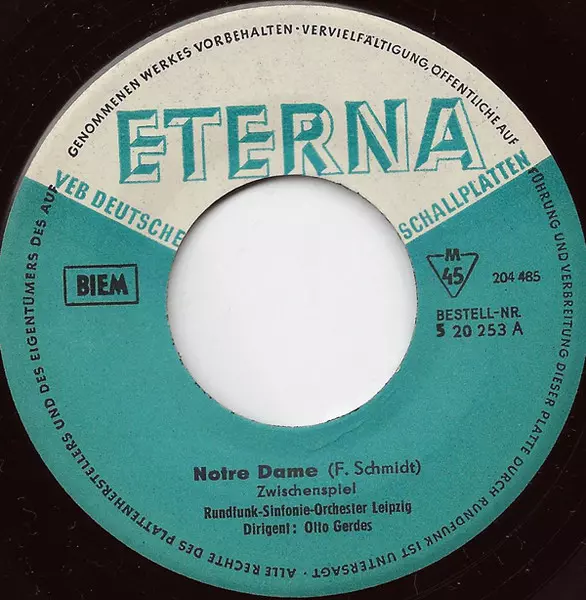 ALLE RECHTE DES PLATTENHERSTELLERS UND DES EIGENTÜMERS DES AUF GENOMMENEN WERKES VORBEHALTEN · VERVIELFÄLTIGUNG, ÖFFENTLICHE AUF FÜHRUNG UND VERBREITUNG DIESER PLATTE DURCH RUNDFUNK IST UNTERSAGT ·
ETERNA
VEB DEUTSCHE SCHALLPLATTEN
BIEM
M
45
204 485
BESTELL-NR.
5 20 253 A
Notre Dame (F. Schmidt)
Zwischenspiel
Rundfunk-Sinfonie-Orchester Leipzig
Dirigent: Otto Gerdes